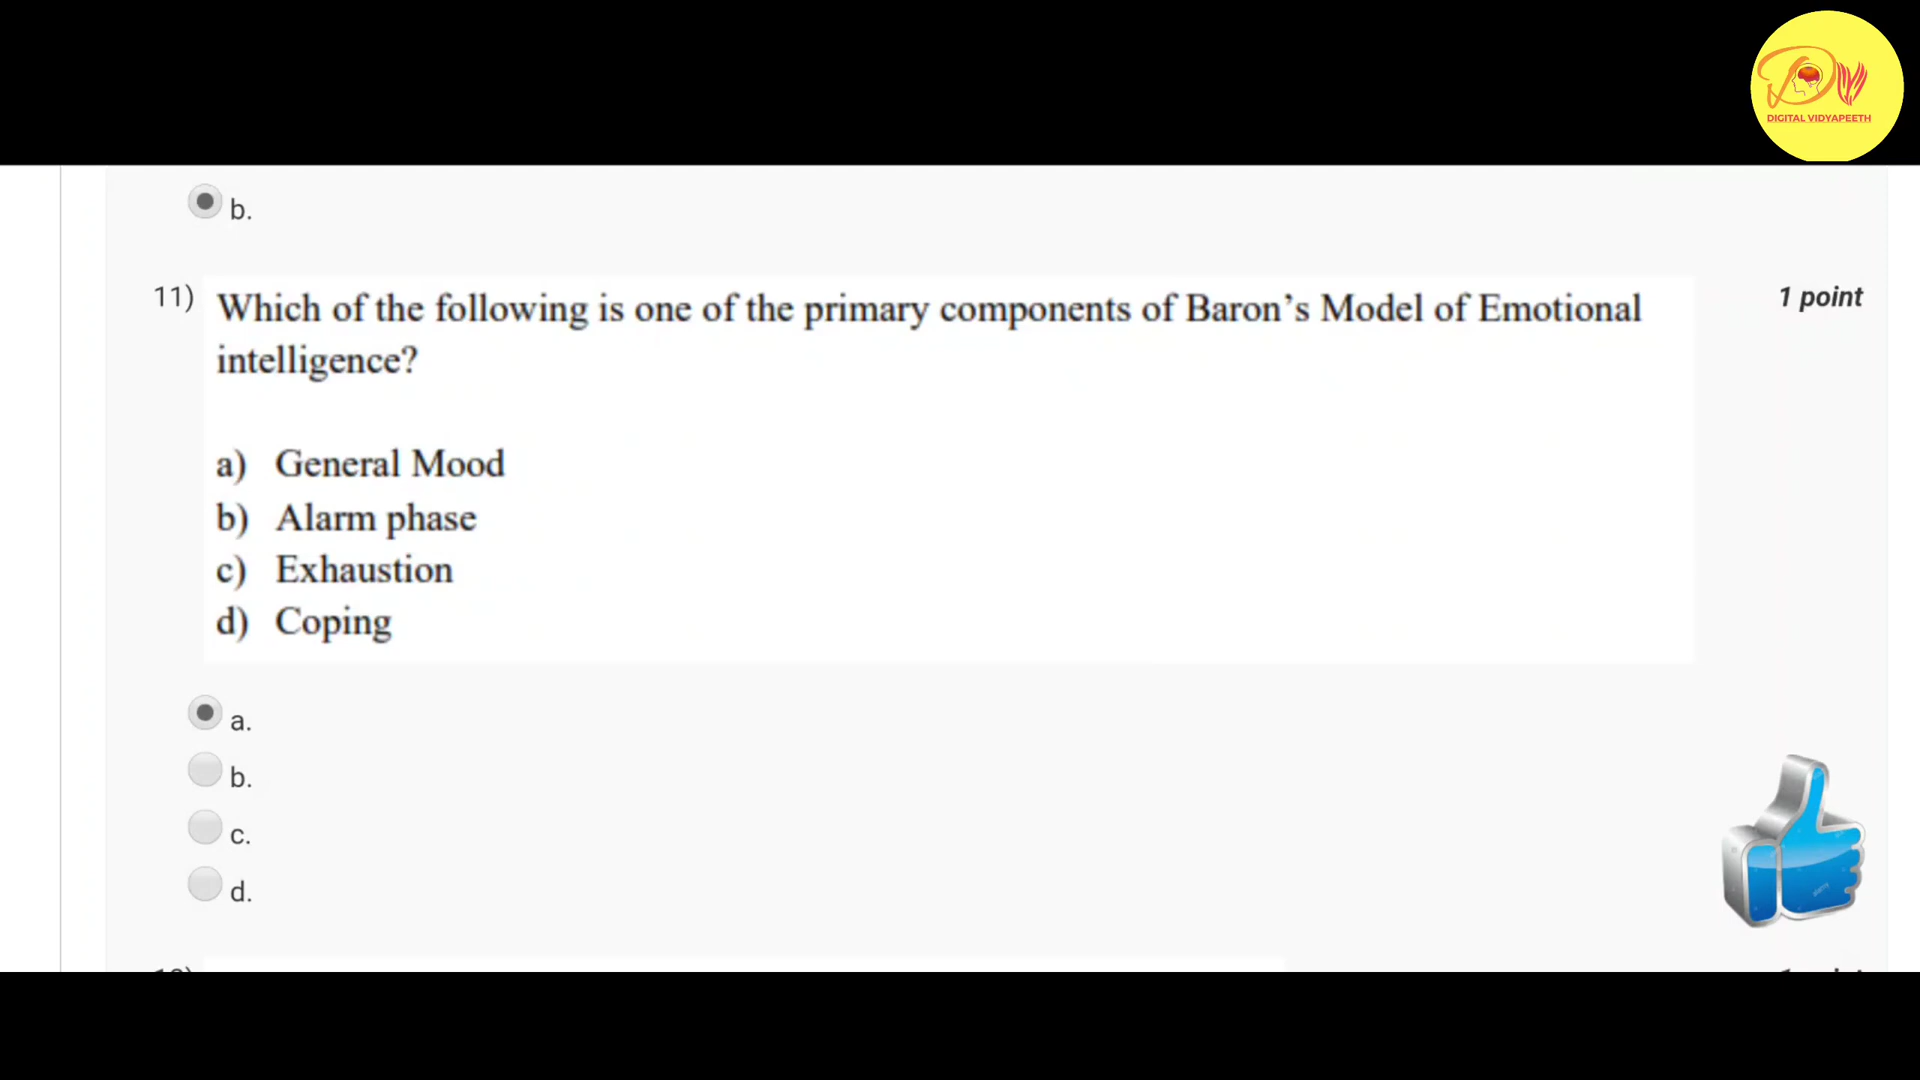 DIGITAL VIDYAPEETH
b.
11)
1 point
Which of the following is one of the primary components of Baron’s Model of Emotional
intelligence?
a) General Mood
b) Alarm phase
c) Exhaustion
d) Coping
a.
b.
c.
d.